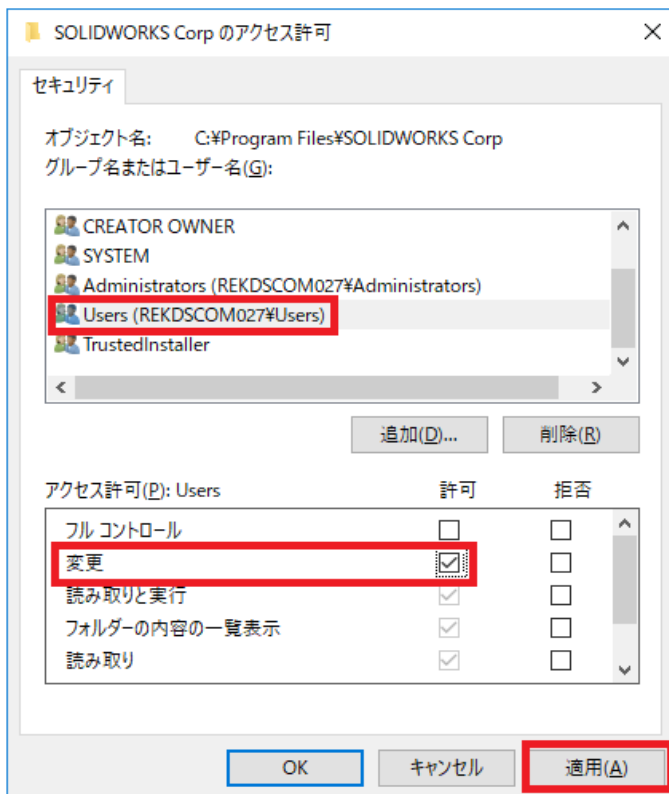 SOLIDWORKS Corp のアクセス許可
セキュリティ
オブジェクト名: C:¥Program Files¥SOLIDWORKS Corp
グループ名またはユーザー名(G):
CREATOR OWNER
SYSTEM
Administrators (REKDSCOM027¥Administrators)
Users (REKDSCOM027¥Users)
TrustedInstaller
追加(D)... 削除(R)
アクセス許可(P): Users 許可 拒否
フル コントロール
変更
読み取りと実行
フォルダーの内容の一覧表示
読み取り
OK キャンセル 適用(A)